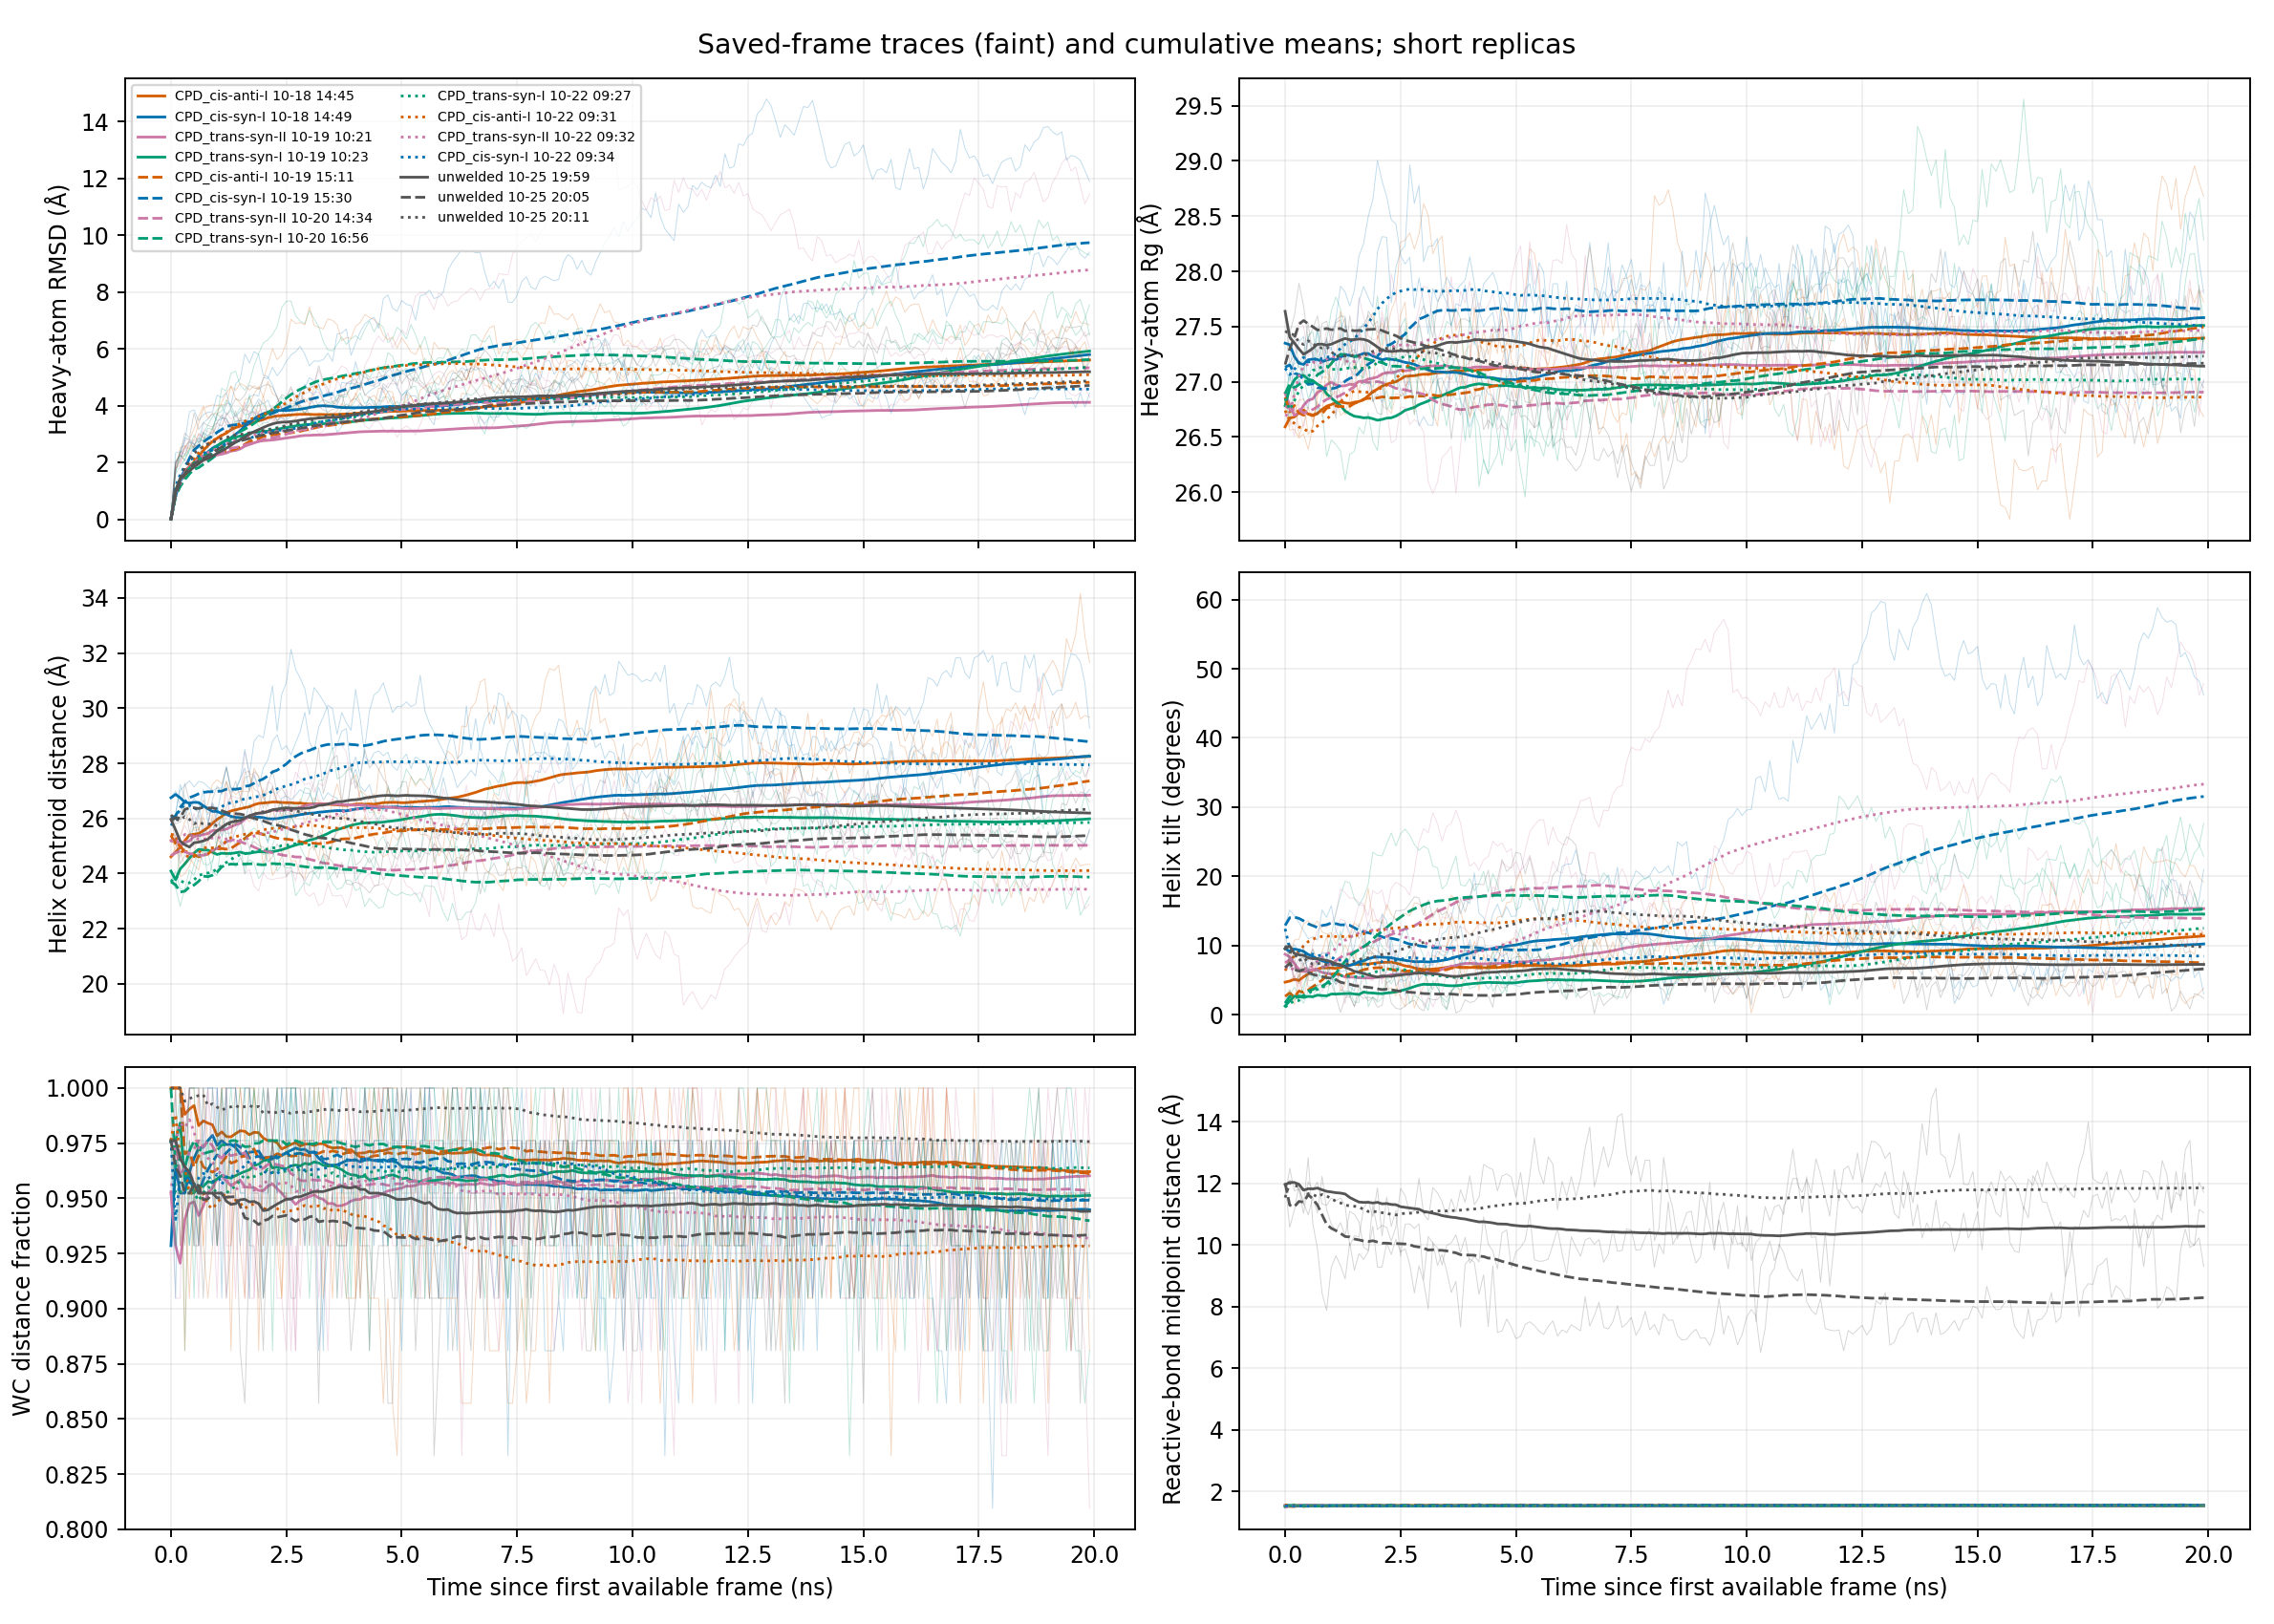 Saved-frame traces (faint) and cumulative means; short replicas
Heavy-atom RMSD (Å)
14
12
10
8
6
4
2
0
CPD_cis-anti-I 10-18 14:45
CPD_cis-syn-I 10-18 14:49
CPD_trans-syn-II 10-19 10:21
CPD_trans-syn-I 10-19 10:23
CPD_cis-anti-I 10-19 15:11
CPD_cis-syn-I 10-19 15:30
CPD_trans-syn-II 10-20 14:34
CPD_trans-syn-I 10-20 16:56
CPD_trans-syn-I 10-22 09:27
CPD_cis-anti-I 10-22 09:31
CPD_trans-syn-II 10-22 09:32
CPD_cis-syn-I 10-22 09:34
unwelded 10-25 19:59
unwelded 10-25 20:05
unwelded 10-25 20:11
Heavy-atom Rg (Å)
29.5
29.0
28.5
28.0
27.5
27.0
26.5
26.0
Helix centroid distance (Å)
34
32
30
28
26
24
22
20
Helix tilt (degrees)
60
50
40
30
20
10
0
WC distance fraction
1.000
0.975
0.950
0.925
0.900
0.875
0.850
0.825
0.800
0.0 2.5 5.0 7.5 10.0 12.5 15.0 17.5 20.0
Time since first available frame (ns)
Reactive-bond midpoint distance (Å)
14
12
10
8
6
4
2
0.0 2.5 5.0 7.5 10.0 12.5 15.0 17.5 20.0
Time since first available frame (ns)